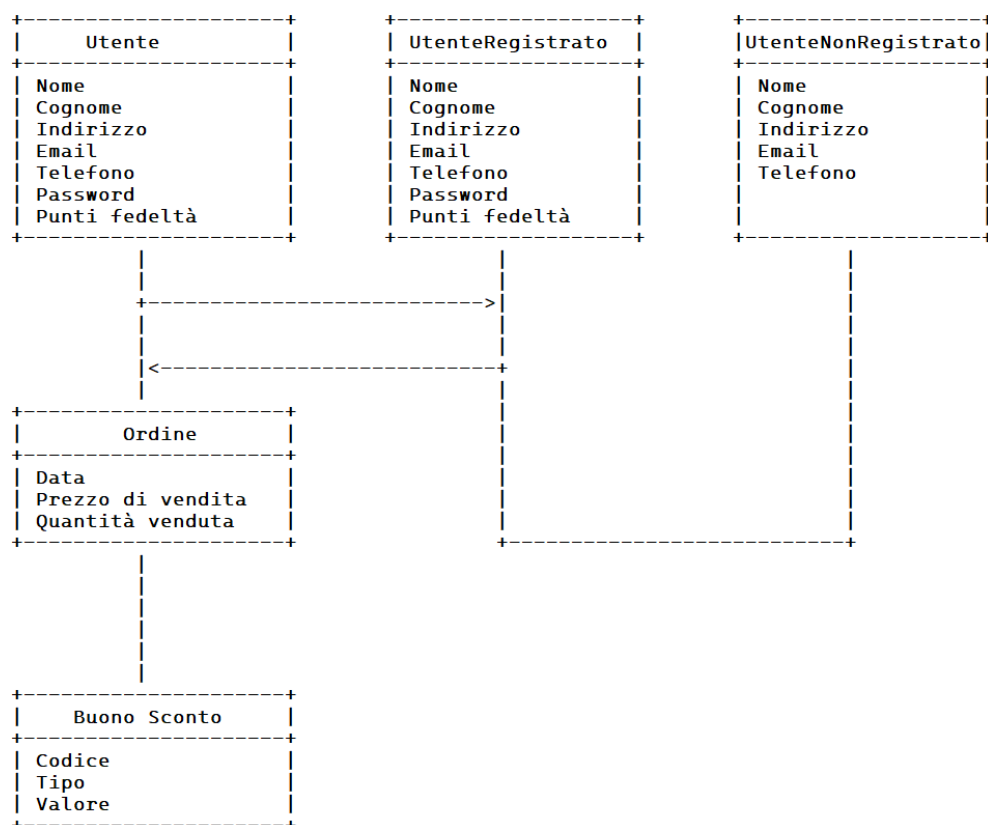 Utente
Nome
Cognome
Indirizzo
Email
Telefono
Password
Punti fedeltà
UtenteRegistrato
Nome
Cognome
Indirizzo
Email
Telefono
Password
Punti fedeltà
UtenteNonRegistrato
Nome
Cognome
Indirizzo
Email
Telefono
Ordine
Data
Prezzo di vendita
Quantità venduta
Buono Sconto
Codice
Tipo
Valore